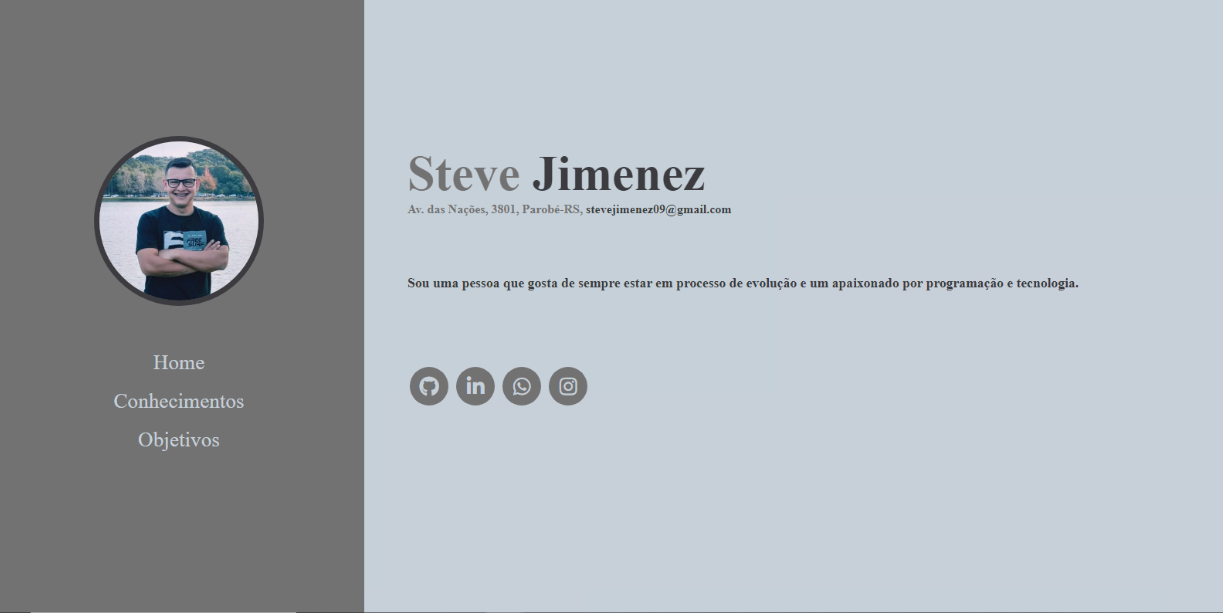 Home
Conhecimentos
Objetivos
Steve Jimenez
Av. das Nações, 3801, Parobé-RS, stevejimenez09@gmail.com
Sou uma pessoa que gosta de sempre estar em processo de evolução e um apaixonado por programação e tecnologia.
in